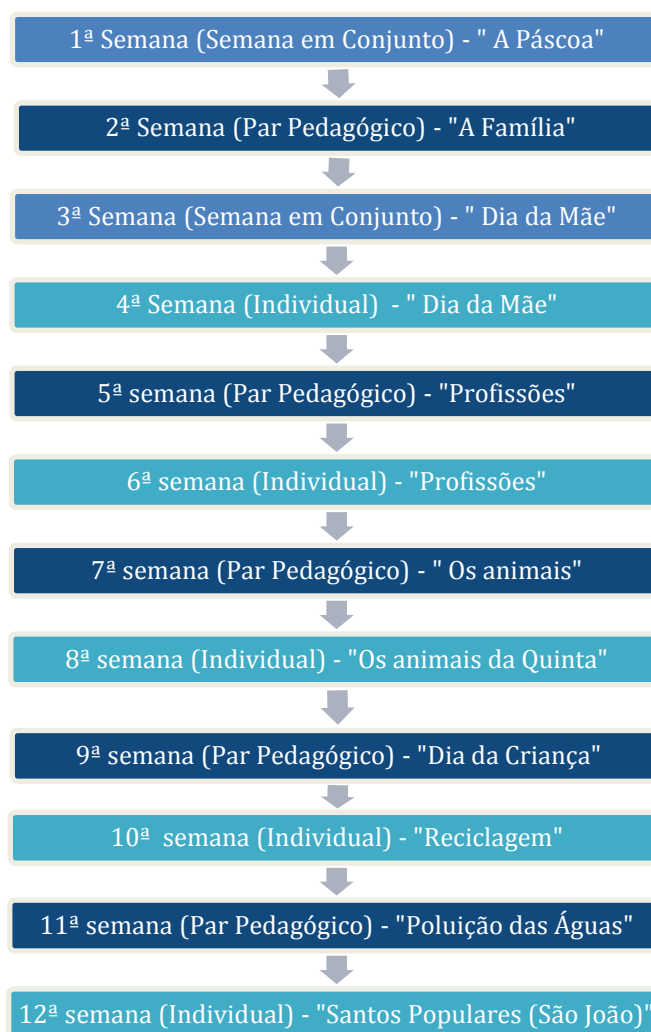 1ª Semana (Semana em Conjunto) - " A Páscoa"
2ª Semana (Par Pedagógico) - "A Família"
3ª Semana (Semana em Conjunto) - " Dia da Mãe"
4ª Semana (Individual)  - " Dia da Mãe"
5ª semana (Par Pedagógico) - "Profissões"
6ª semana (Individual) - "Profissões"
7ª semana (Par Pedagógico) - " Os animais"
8ª semana (Individual) - "Os animais da Quinta"
9ª semana (Par Pedagógico) - "Dia da Criança"
10ª  semana (Individual) - "Reciclagem"
11ª semana (Par Pedagógico) - "Poluição das Águas"
12ª semana (Individual) - "Santos Populares (São João)"